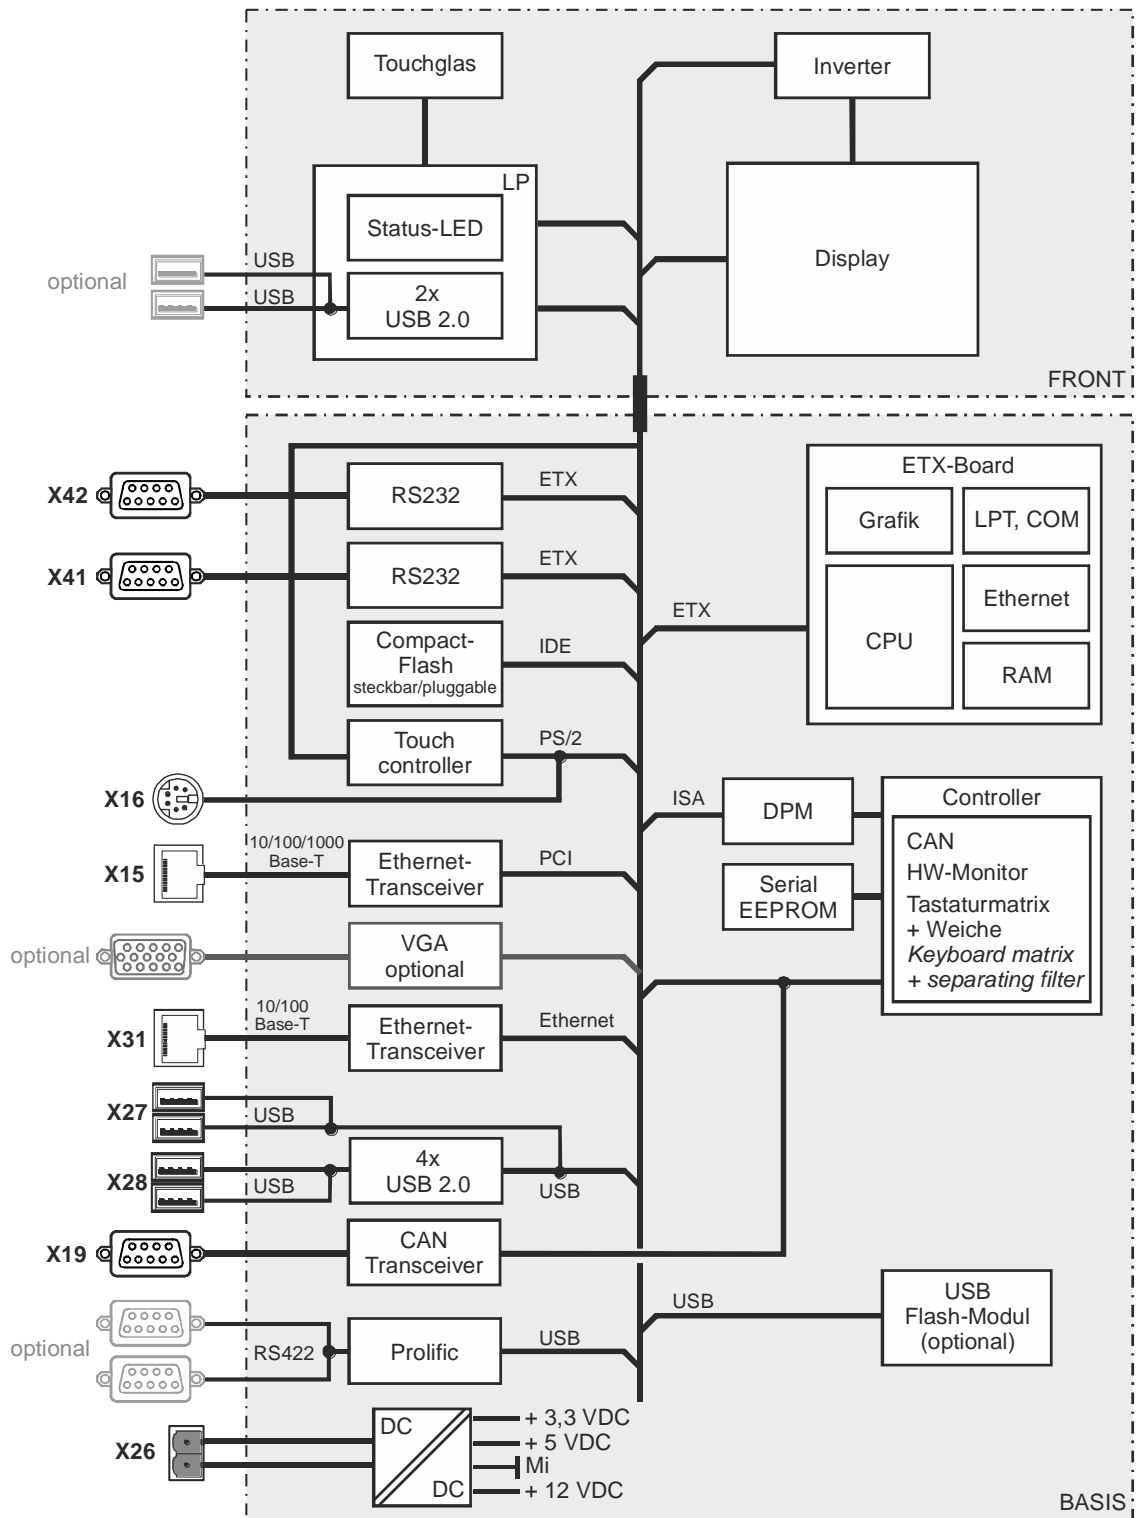 Touchglas
Inverter
LP
Status-LED
Display
USB
optional
USB
2x
USB 2.0
FRONT
ETX-Board
X42
RS232
ETX
Grafik
LPT, COM
X41
RS232
ETX
Ethernet
ETX
CPU
Compact-
Flash
steckbar/pluggable
IDE
RAM
Touch
controller
PS/2
X16
ISA
DPM
Controller
CAN
HW-Monitor
Tastaturmatrix
+ Weiche
Keyboard matrix
+ separating filter
10/100/1000
Base-T
X15
Ethernet-
Transceiver
PCI
Serial
EEPROM
optional
VGA
optional
10/100
Base-T
X31
Ethernet-
Transceiver
Ethernet
X27
USB
X28
USB
4x
USB 2.0
USB
X19
CAN
Transceiver
USB
USB
Flash-Modul
(optional)
optional
RS422
Prolific
USB
X26
DC
DC
+ 3,3 VDC
+ 5 VDC
Mi
+ 12 VDC
BASIS